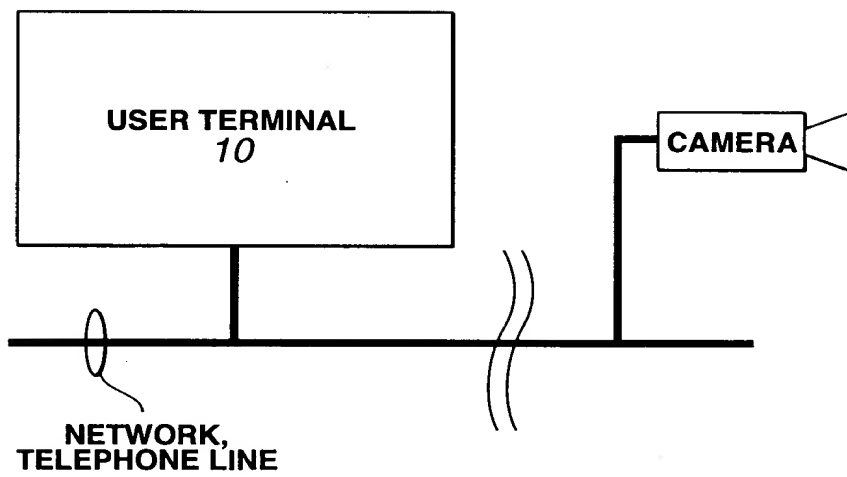 USER TERMINAL
10
CAMERA
NETWORK,
TELEPHONE LINE